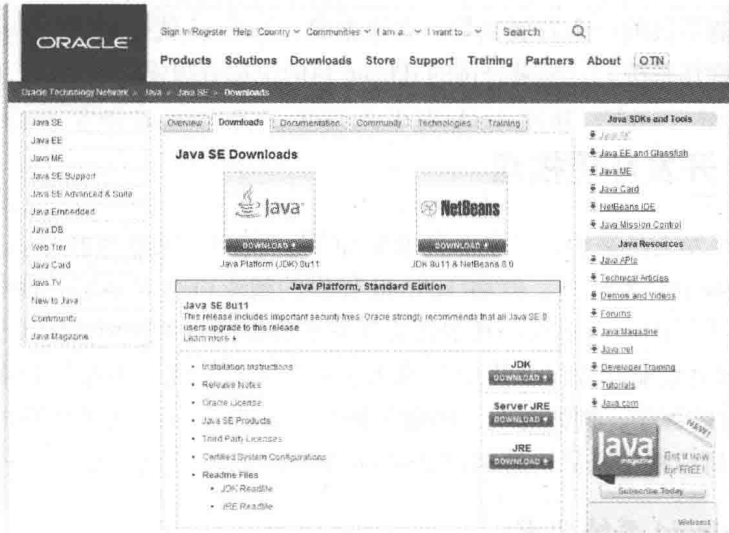 ORACLE
Sign In/Register Help Country Communities I am a... I want to... Search
Products Solutions Downloads Store Support Training Partners About OTN
Oracle Technology Network > Java > Java SE > Downloads
Java SE
Java EE
Java ME
Java SE Support
Java SE Advanced & Suite
Java Embedded
Java DB
Web Tier
Java Card
Java TV
New to Java
Community
Java Magazine
Overview Downloads Documentation Community Technologies Training
Java SE Downloads
Java
DOWNLOAD
Java Platform (JDK) 8u11
NetBeans
DOWNLOAD
JDK 8u11 & NetBeans 8.0
Java Platform, Standard Edition
Java SE 8u11
This release includes important security fixes. Oracle strongly recommends that all Java SE 8
users upgrade to this release.
Learn more
Installation Instructions
Release Notes
Oracle License
Java SE Products
Third Party Licenses
Certified System Configurations
Readme Files
JDK ReadMe
JRE ReadMe
JDK
DOWNLOAD
Server JRE
DOWNLOAD
JRE
DOWNLOAD
Java SDKs and Tools
Java SE
Java EE and Glassfish
Java ME
Java Card
NetBeans IDE
Java Mission Control
Java Resources
Java APIs
Technical Articles
Demos and Videos
Forums
Java Magazine
Java.net
Developer Training
Tutorials
Java.com
NEW!
Java
magazine
Get it now
for FREE!
Subscribe Today
Webcast